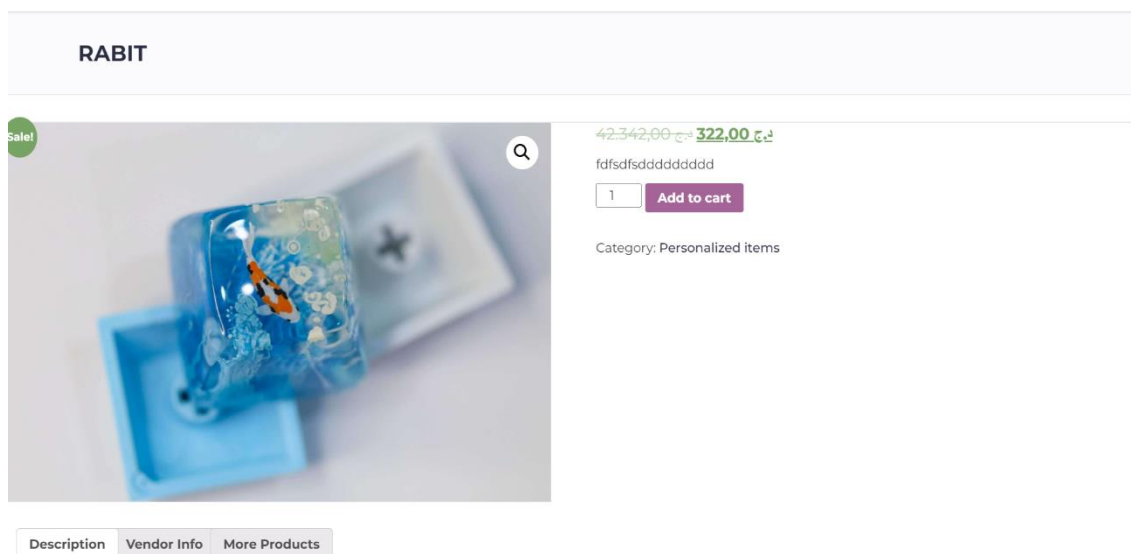 RABIT
Sale!
42.342,00 د.ج 322,00 د.ج
fdfsdfsddddddddd
1 Add to cart
Category: Personalized items
Description Vendor Info More Products